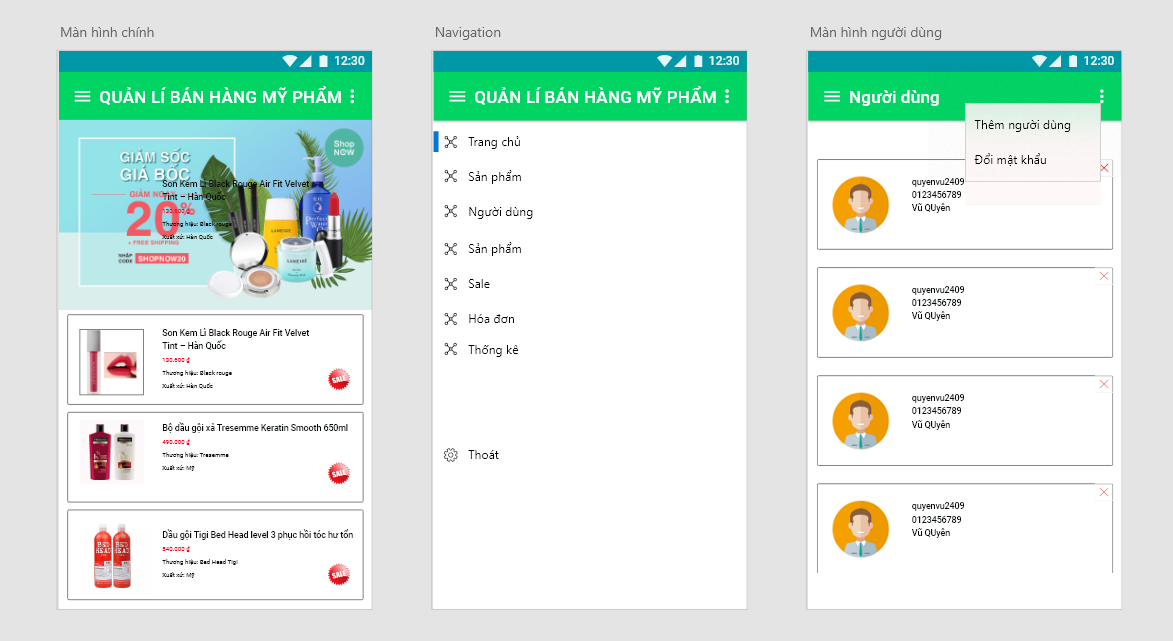 Màn hình chính
12:30
QUẢN LÍ BÁN HÀNG MỸ PHẨM
GIẢM SỐC
GIÁ BỐC
Shop
NOW
Son Kem Lì Black Rouge Air Fit Velvet
Tint – Hàn Quốc
GIẢM NGAY
20%
130.500 ₫
Thương hiệu: Black rouge
Xuất xứ: Hàn Quốc
+ FREE SHIPPING
NHẬP
CODE
SHOPNOW20
LANEIGE
LANEIGE
Son Kem Lì Black Rouge Air Fit Velvet
Tint – Hàn Quốc
130.500 ₫
Thương hiệu: Black rouge
Xuất xứ: Hàn Quốc
SALE
Bộ dầu gội xả Tresemme Keratin Smooth 650ml
490.000 ₫
Thương hiệu: Tresemme
Xuất xứ: Mỹ
SALE
BED
HEAD
BED
HEAD
Dầu gội Tigi Bed Head level 3 phục hồi tóc hư tổn
540.000 ₫
Thương hiệu: Bed Head Tigi
Xuất xứ: Mỹ
SALE
Navigation
12:30
QUẢN LÍ BÁN HÀNG MỸ PHẨM
Trang chủ
Sản phẩm
Người dùng
Sản phẩm
Sale
Hóa đơn
Thống kê
Thoát
Màn hình người dùng
12:30
Người dùng
Thêm người dùng
Đổi mật khẩu
quyenvu2409
0123456789
Vũ QUyên
quyenvu2409
0123456789
Vũ QUyên
quyenvu2409
0123456789
Vũ QUyên
quyenvu2409
0123456789
Vũ QUyên